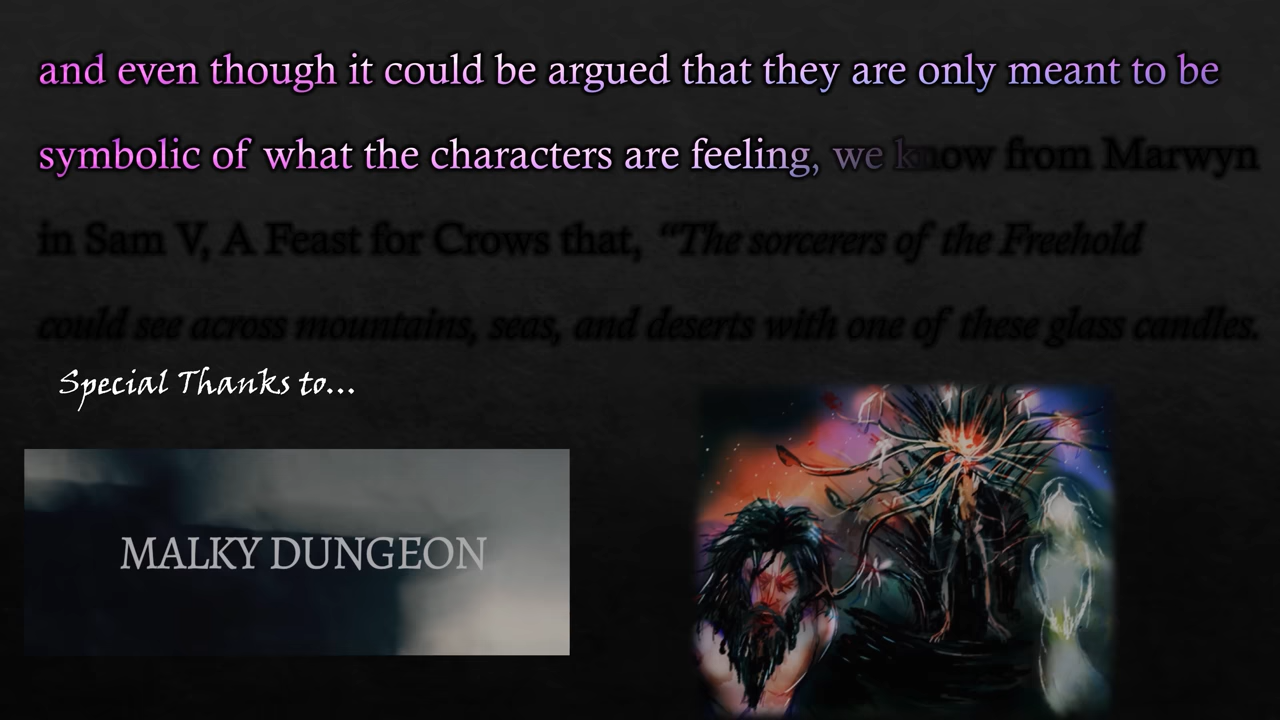 and even though it could be argued that they are only meant to be
symbolic of what the characters are feeling, we know from Marwyn
in Sam V, A Feast for Crows that, “The sorcerers of the Freehold
could see across mountains, seas, and deserts with one of these glass candles.
Special Thanks to...
MALKY DUNGEON